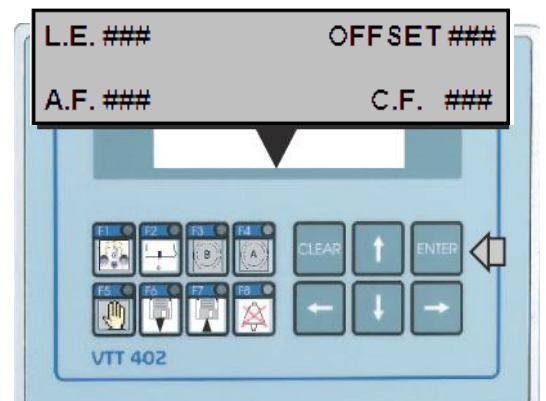 L.E. ### OFFSET ###
A.F. ### C.F. ###
F1 F2 F3 F4 CLEAR ↑ ENTER
B A
F5 F6 F7 F8 ← ↓ →
VTT 402